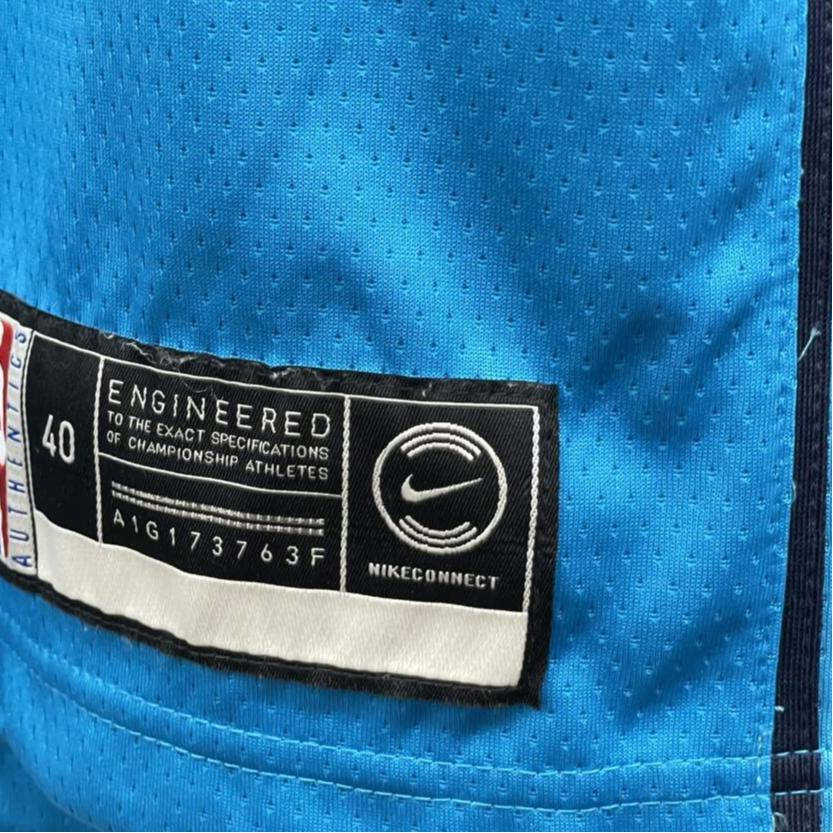 AUTHENTICS
40
ENGINEERED
TO THE EXACT SPECIFICATIONS
OF CHAMPIONSHIP ATHLETES
A1G173763F
NIKECONNECT